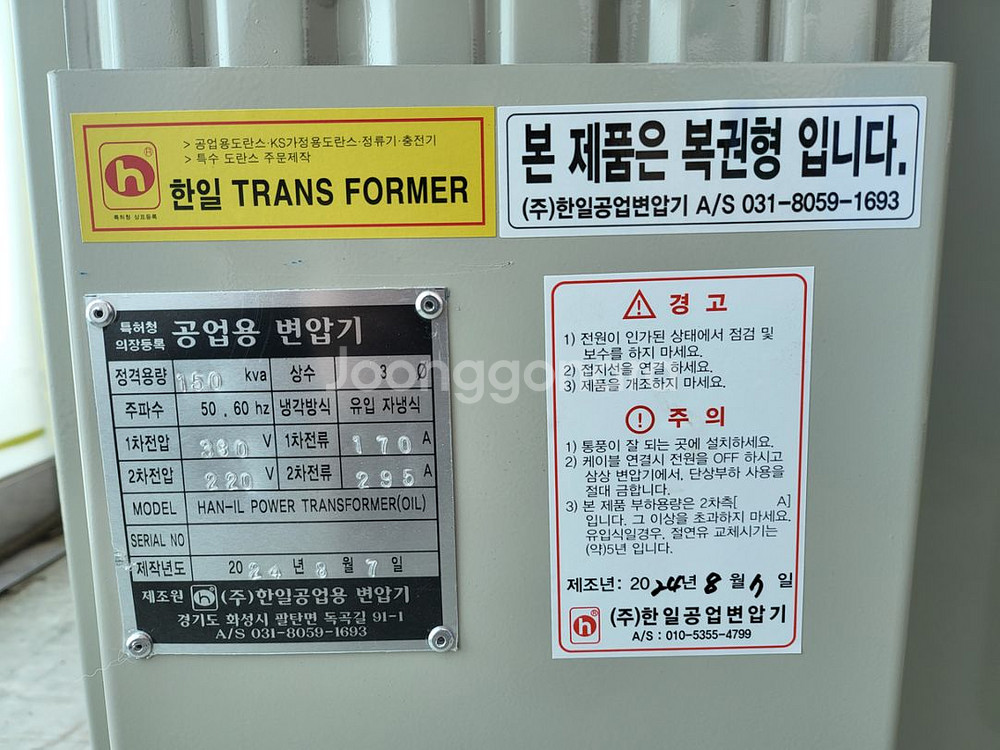 > 공업용도란스·KS가정용도란스·정류기·충전기
> 특수 도란스 주문제작
h ®
특허청 상표등록
한일 TRANS FORMER
본 제품은 복권형 입니다.
(주)한일공업변압기 A/S 031-8059-1693
특허청
의장등록
공업용 변압기
정격용량 150 kva 상수 3 Ø
주파수 50 . 60 hz 냉각방식 유입 자냉식
1차전압 380 V 1차전류 170 A
2차전압 220 V 2차전류 295 A
MODEL HAN-IL POWER TRANSFORMER(OIL)
SERIAL NO
제작년도 2024 년 8 월 7 일
제조원 h (주)한일공업용 변압기
경기도 화성시 팔탄면 독곡길 91-1
A/S 031-8059-1693
경 고
1) 전원이 인가된 상태에서 점검 및
보수를 하지 마세요.
2) 접지선을 연결 하세요.
3) 제품을 개조하지 마세요.
주 의
1) 통풍이 잘 되는 곳에 설치하세요.
2) 케이블 연결시 전원을 OFF 하시고
삼상 변압기에서, 단상부하 사용을
절대 금합니다.
3) 본 제품 부하용량은 2차측[ A]
입니다. 그 이상을 초과하지 마세요.
유입식일경우, 절연유 교체시기는
(약)5년 입니다.
제조년: 2024년 8 월 7 일
h (주)한일공업변압기
A/S : 010-5355-4799
Joonggo